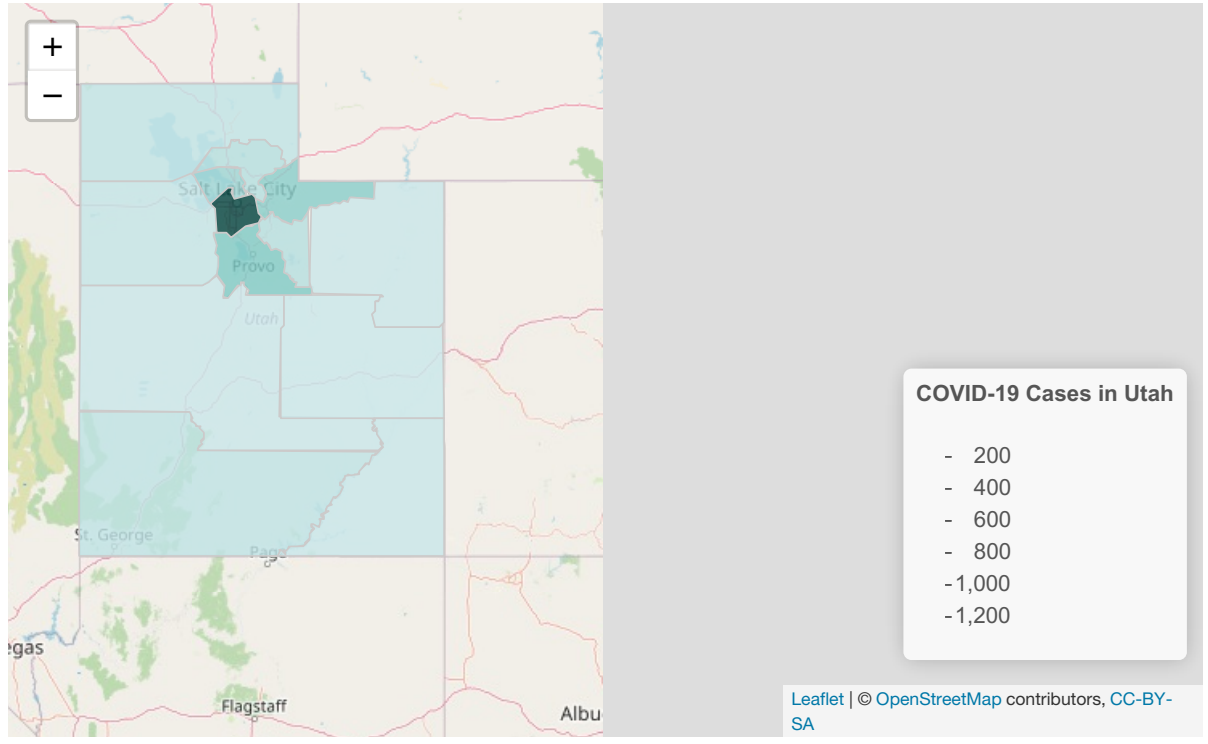 +
−
Salt Lake City
Provo
Utah
St. George
Page
egas
Flagstaff
Albu
COVID-19 Cases in Utah
- 200
- 400
- 600
- 800
-1,000
-1,200
Leaflet | © OpenStreetMap contributors, CC-BY-
SA